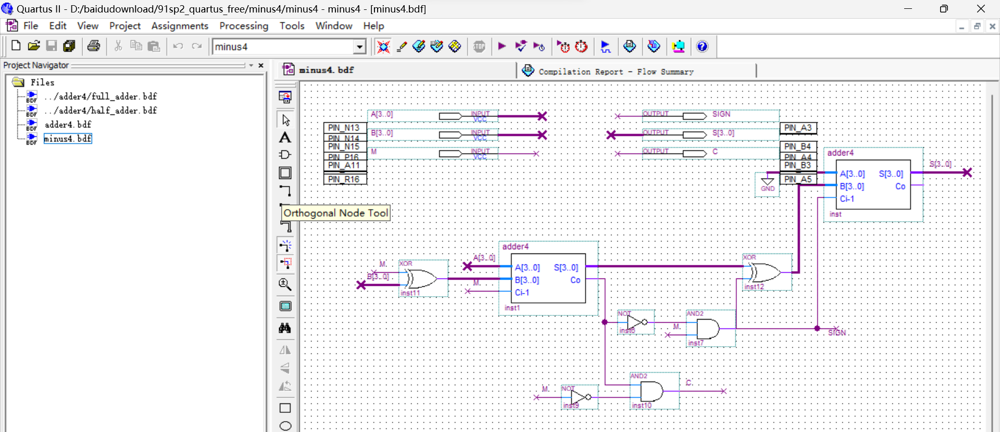 Quartus II - D:/baidudownload/91sp2_quartus_free/minus4/minus4 - minus4 - [minus4.bdf]
File Edit View Project Assignments Processing Tools Window Help
minus4
STOP
Project Navigator
Files
../adder4/full_adder.bdf
../adder4/half_adder.bdf
adder4.bdf
minus4.bdf
BDF
BDF
BDF
BDF
minus4.bdf
Compilation Report - Flow Summary
Orthogonal Node Tool
A[3..0] INPUT VCC
B[3..0] INPUT VCC
M INPUT VCC
PIN_N13
PIN_N14
PIN_N15
PIN_P16
PIN_A11
PIN_R16
OUTPUT SIGN
OUTPUT S[3..0]
OUTPUT C
PIN_A3
PIN_B4
PIN_A4
PIN_B3
PIN_A5
GND
adder4
A[3..0] S[3..0]
B[3..0] Co
Ci-1
inst
S[3..0]
M
B[3..0]
XOR
inst11
A[3..0]
M
adder4
A[3..0] S[3..0]
B[3..0] Co
Ci-1
inst1
XOR
inst12
NOT
inst6
M
AND2
inst7
SIGN
M
NOT
inst9
AND2
inst10
C